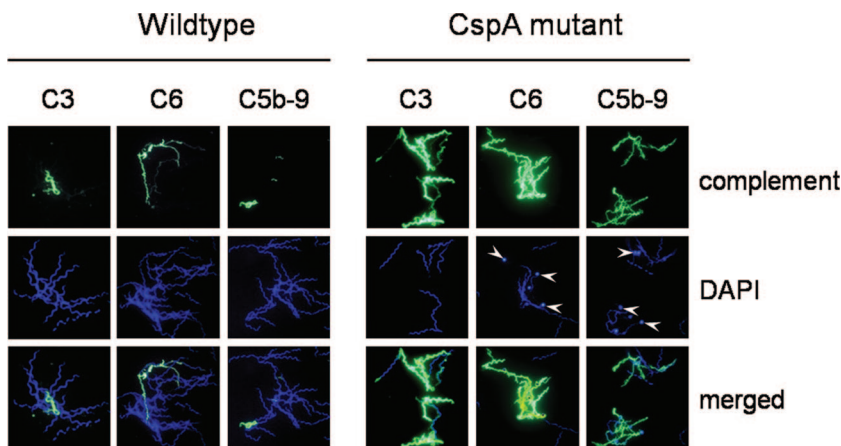 Wildtype CspA mutant
C3 C6 C5b-9 C3 C6 C5b-9
complement
DAPI
merged